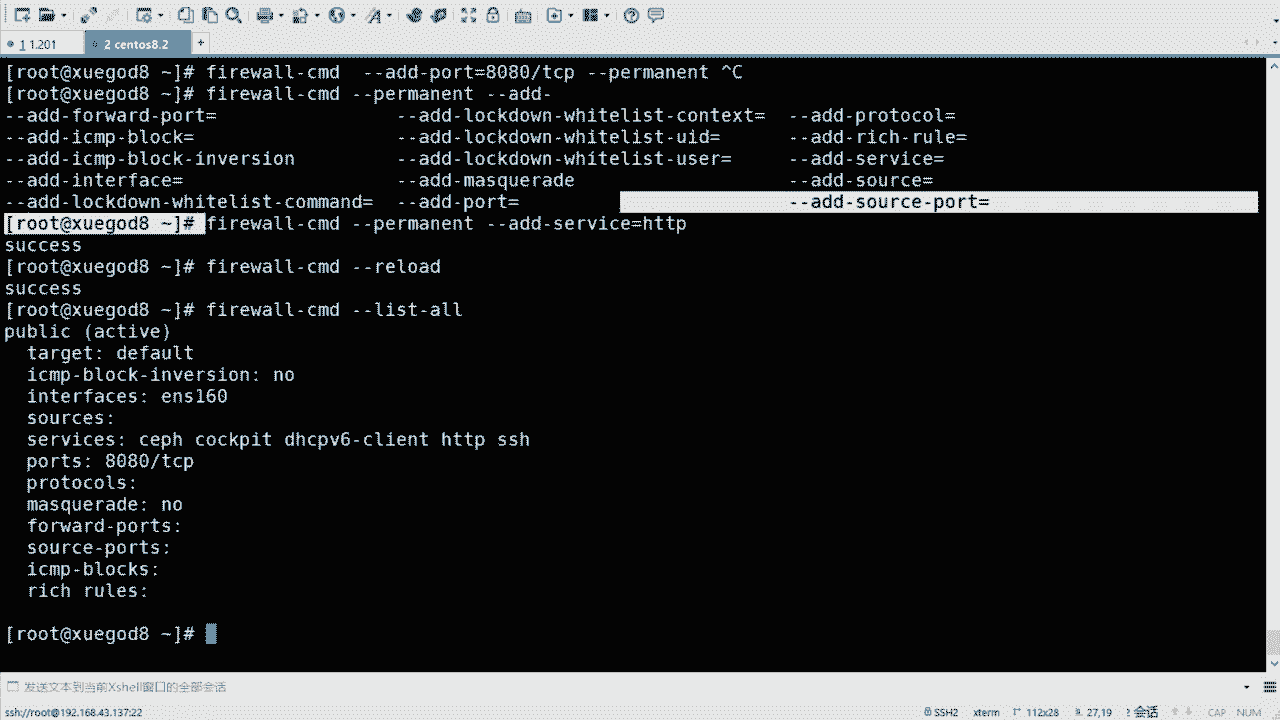 1 1.201
2 centos8.2
+
[root@xuegod8 ~]# firewall-cmd  --add-port=8080/tcp --permanent ^C
[root@xuegod8 ~]# firewall-cmd --permanent --add-
--add-forward-port=                 --add-lockdown-whitelist-context=  --add-protocol=
--add-icmp-block=                   --add-lockdown-whitelist-uid=      --add-rich-rule=
--add-icmp-block-inversion          --add-lockdown-whitelist-user=     --add-service=
--add-interface=                    --add-masquerade                   --add-source=
--add-lockdown-whitelist-command=  --add-port=                        --add-source-port=
[root@xuegod8 ~]# firewall-cmd --permanent --add-service=http
success
[root@xuegod8 ~]# firewall-cmd --reload
success
[root@xuegod8 ~]# firewall-cmd --list-all
public (active)
  target: default
  icmp-block-inversion: no
  interfaces: ens160
  sources:
  services: ceph cockpit dhcpv6-client http ssh
  ports: 8080/tcp
  protocols:
  masquerade: no
  forward-ports:
  source-ports:
  icmp-blocks:
  rich rules:
[root@xuegod8 ~]#
发送文本到当前Xshell窗口的全部会话
ssh://root@192.168.43.137:22
SSH2 xterm 112x28 27,19 2 会话 CAP NUM